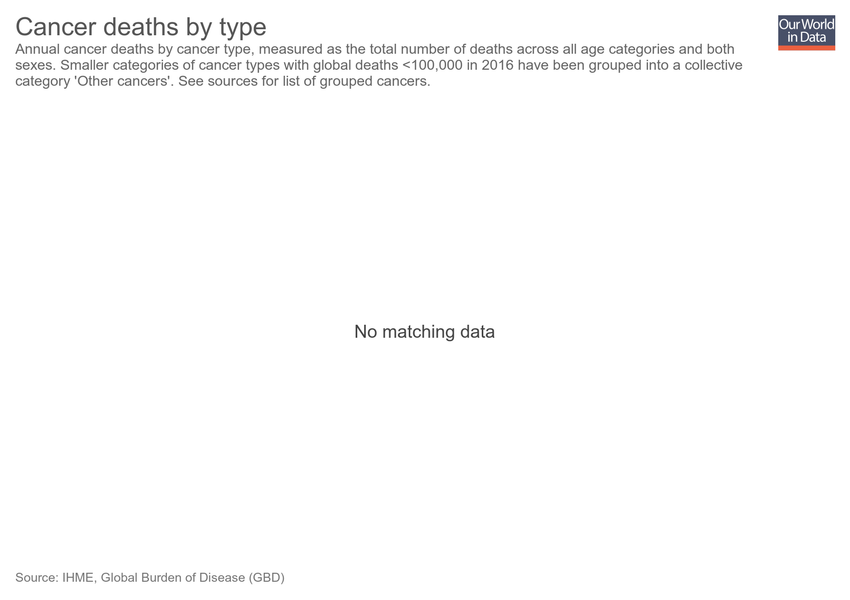 Cancer deaths by type
Our World
in Data
Annual cancer deaths by cancer type, measured as the total number of deaths across all age categories and both
sexes. Smaller categories of cancer types with global deaths <100,000 in 2016 have been grouped into a collective
category 'Other cancers'. See sources for list of grouped cancers.
No matching data
Source: IHME, Global Burden of Disease (GBD)